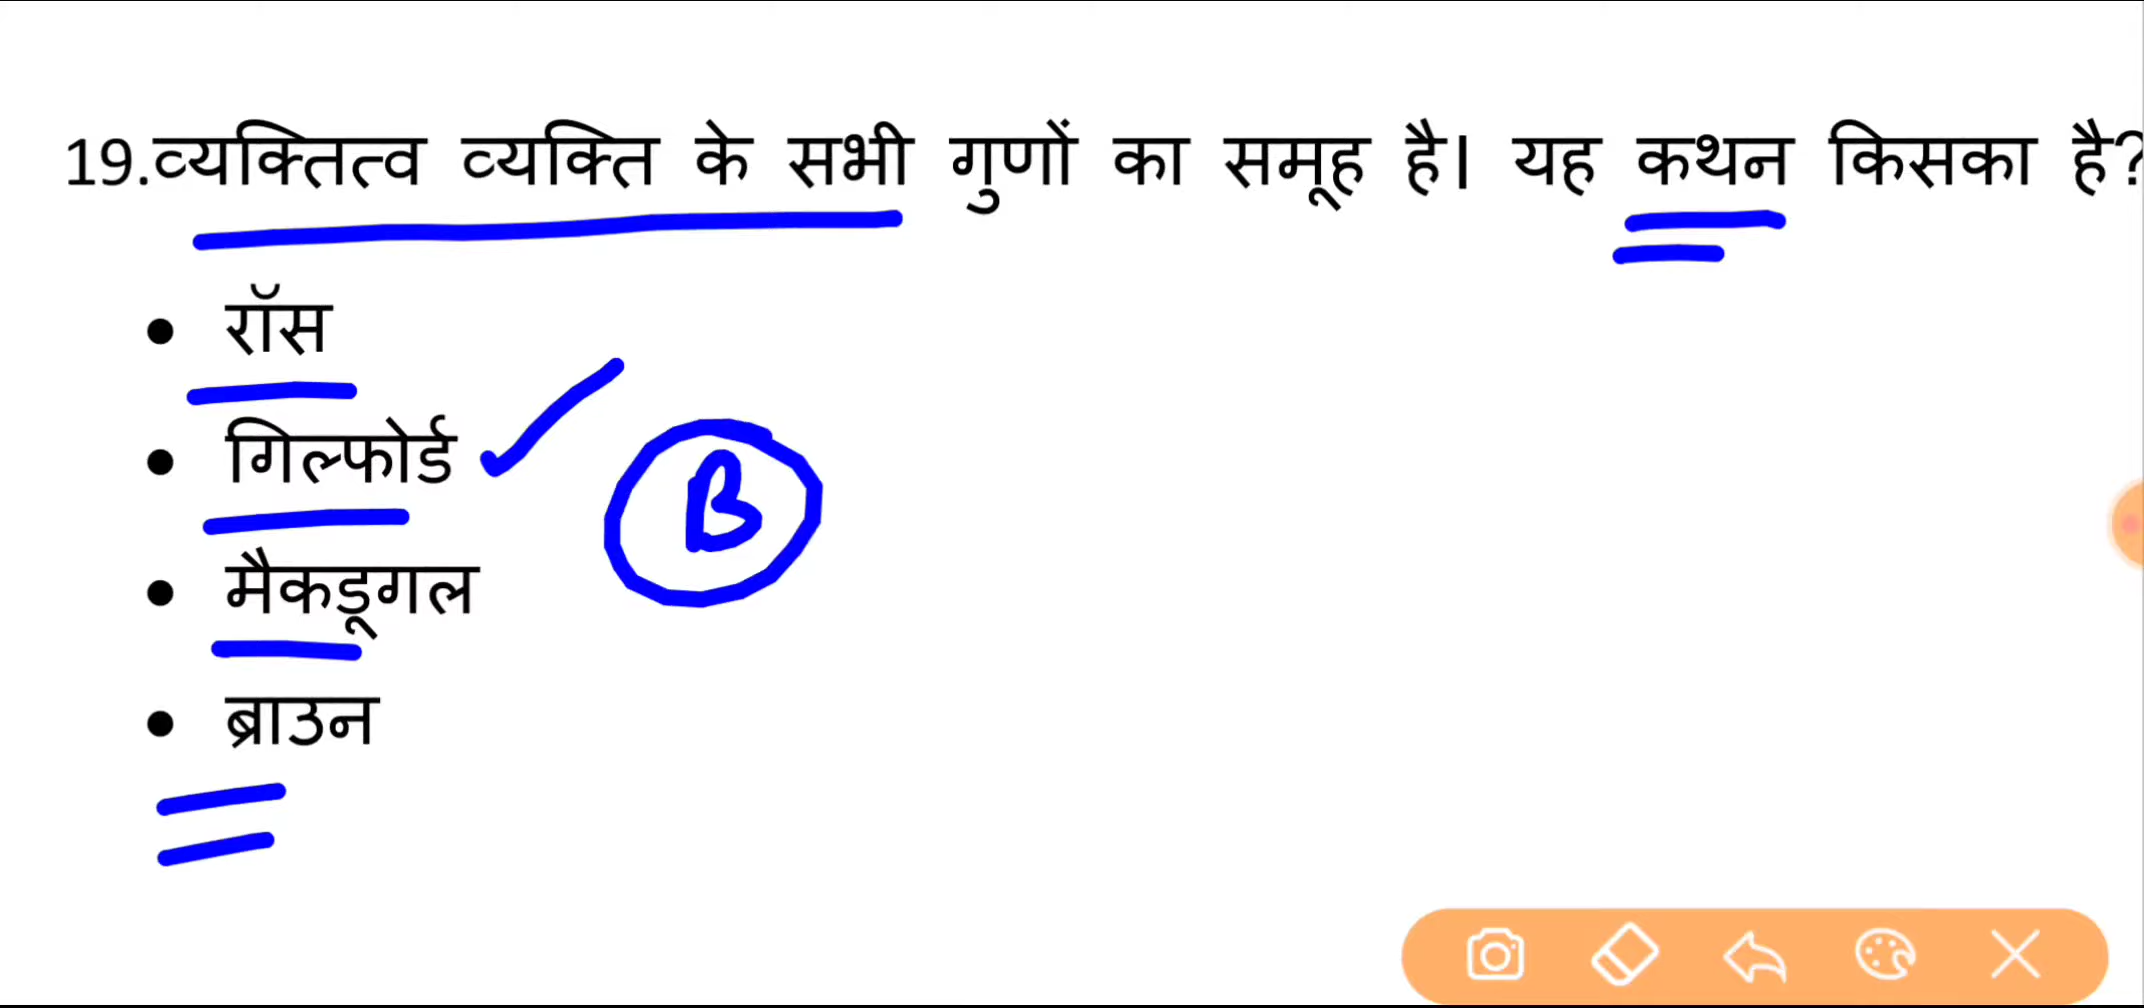 19.व्यक्तित्व व्यक्ति के सभी गुणों का समूह है। यह कथन किसका है?
• रॉस
• गिल्फोर्ड
B
• मैकडूगल
• ब्राउन